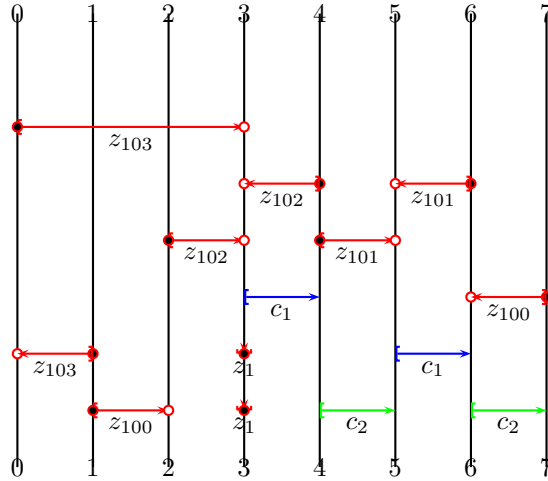 0 1 2 3 4 5 6 7
z₁₀₃
z₁₀₂ z₁₀₁
z₁₀₂ z₁₀₁
c₁ z₁₀₀
z₁₀₃ z₁ c₁
z₁₀₀ z₁ c₂ c₂
0 1 2 3 4 5 6 7